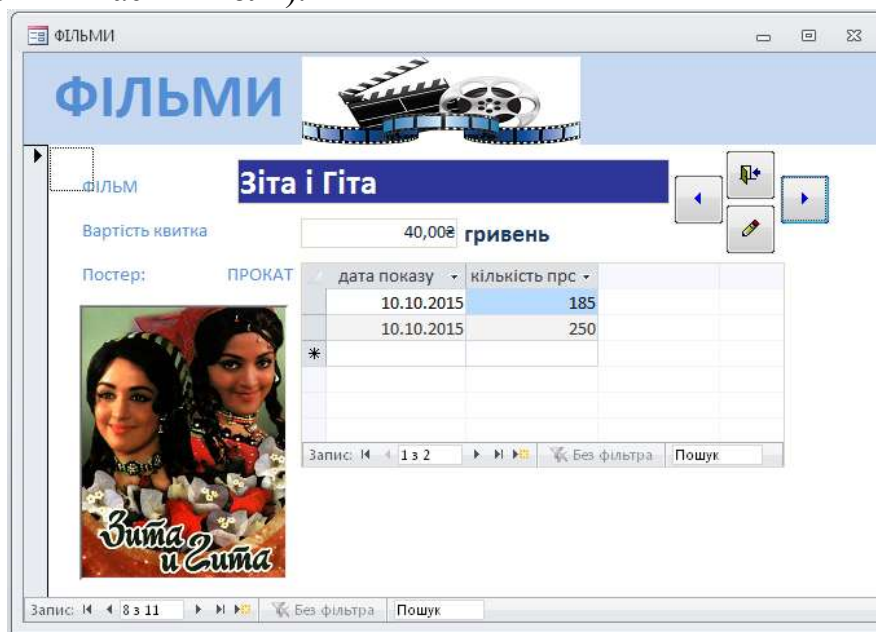 ФІЛЬМИ
ФІЛЬМИ
ФІЛЬМ Зіта і Гіта
Вартість квитка 40,00₴ гривень
Постер: ПРОКАТ дата показу кількість прс
10.10.2015 185
10.10.2015 250
Запис: 1 з 2 Без фільтра Пошук
Зита
и Гита
Запис: 8 з 11 Без фільтра Пошук